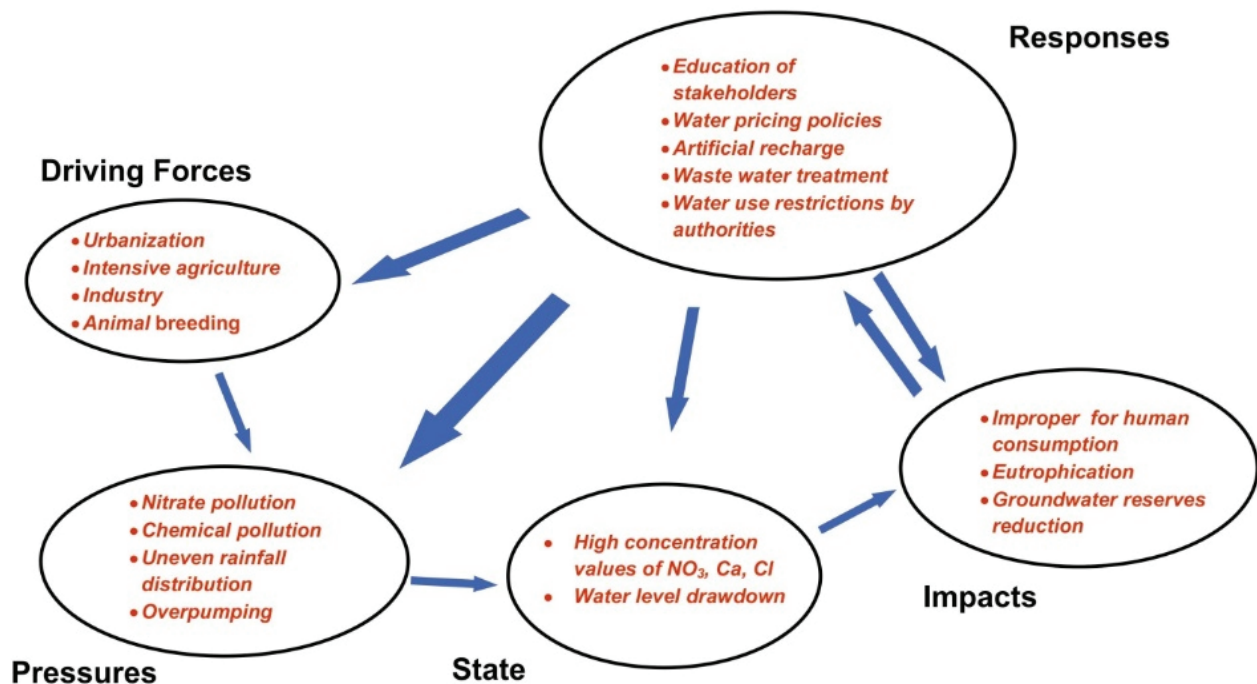 Responses
• Education of
stakeholders
• Water pricing policies
• Artificial recharge
• Waste water treatment
• Water use restrictions by
authorities
Driving Forces
• Urbanization
• Intensive agriculture
• Industry
• Animal breeding
• Nitrate pollution
• Chemical pollution
• Uneven rainfall
distribution
• Overpumping
Pressures
• High concentration
values of NO₃, Ca, Cl
• Water level drawdown
State
• Improper for human
consumption
• Eutrophication
• Groundwater reserves
reduction
Impacts